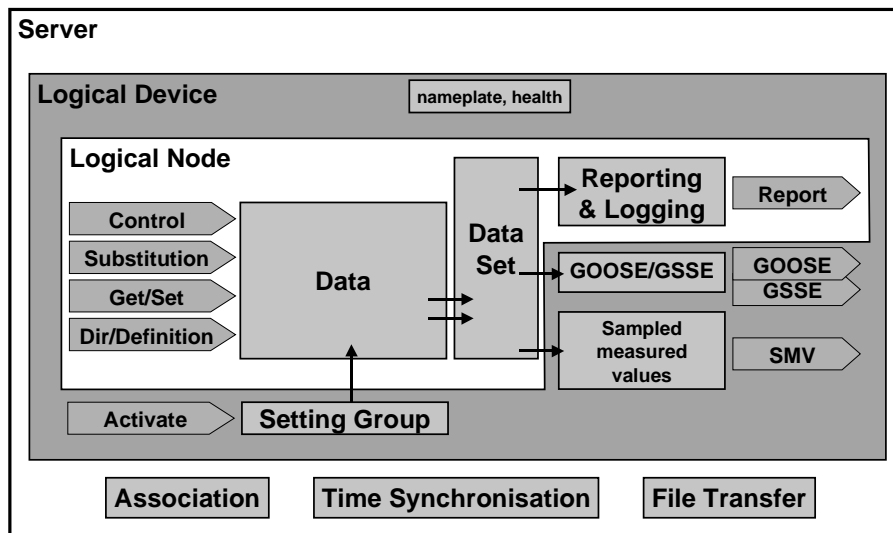 Server
Logical Device
nameplate, health
Logical Node
Control
Substitution
Get/Set
Dir/Definition
Data
Data
Set
Reporting
& Logging
Report
GOOSE/GSSE
GOOSE
GSSE
Sampled
measured
values
SMV
Activate
Setting Group
Association
Time Synchronisation
File Transfer